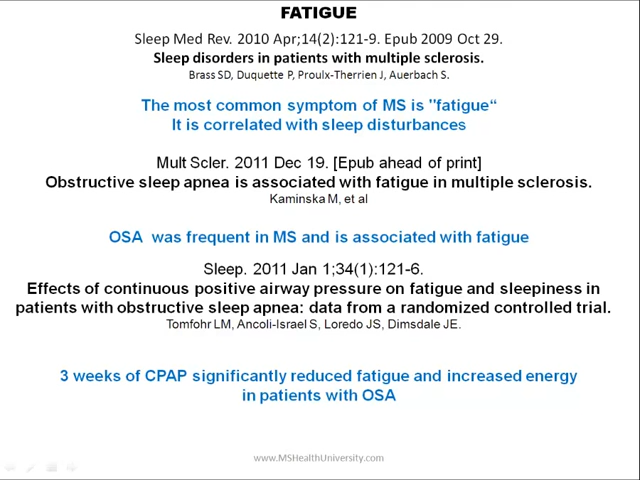 FATIGUE
Sleep Med Rev. 2010 Apr;14(2):121-9. Epub 2009 Oct 29.
Sleep disorders in patients with multiple sclerosis.
Brass SD, Duquette P, Proulx-Therrien J, Auerbach S.
The most common symptom of MS is "fatigue“
It is correlated with sleep disturbances
Mult Scler. 2011 Dec 19. [Epub ahead of print]
Obstructive sleep apnea is associated with fatigue in multiple sclerosis.
Kaminska M, et al
OSA was frequent in MS and is associated with fatigue
Sleep. 2011 Jan 1;34(1):121-6.
Effects of continuous positive airway pressure on fatigue and sleepiness in
patients with obstructive sleep apnea: data from a randomized controlled trial.
Tomfohr LM, Ancoli-Israel S, Loredo JS, Dimsdale JE.
3 weeks of CPAP significantly reduced fatigue and increased energy
in patients with OSA
www.MSHealthUniversity.com